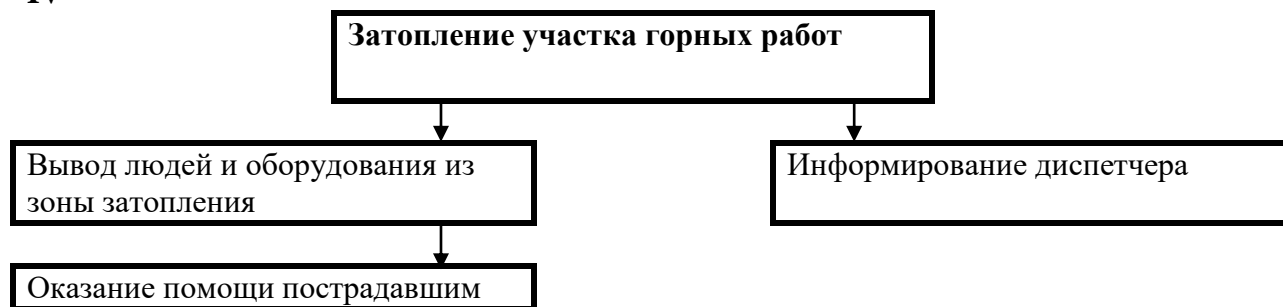 Затопление участка горных работ
Вывод людей и оборудования из
зоны затопления
Информирование диспетчера
Оказание помощи пострадавшим